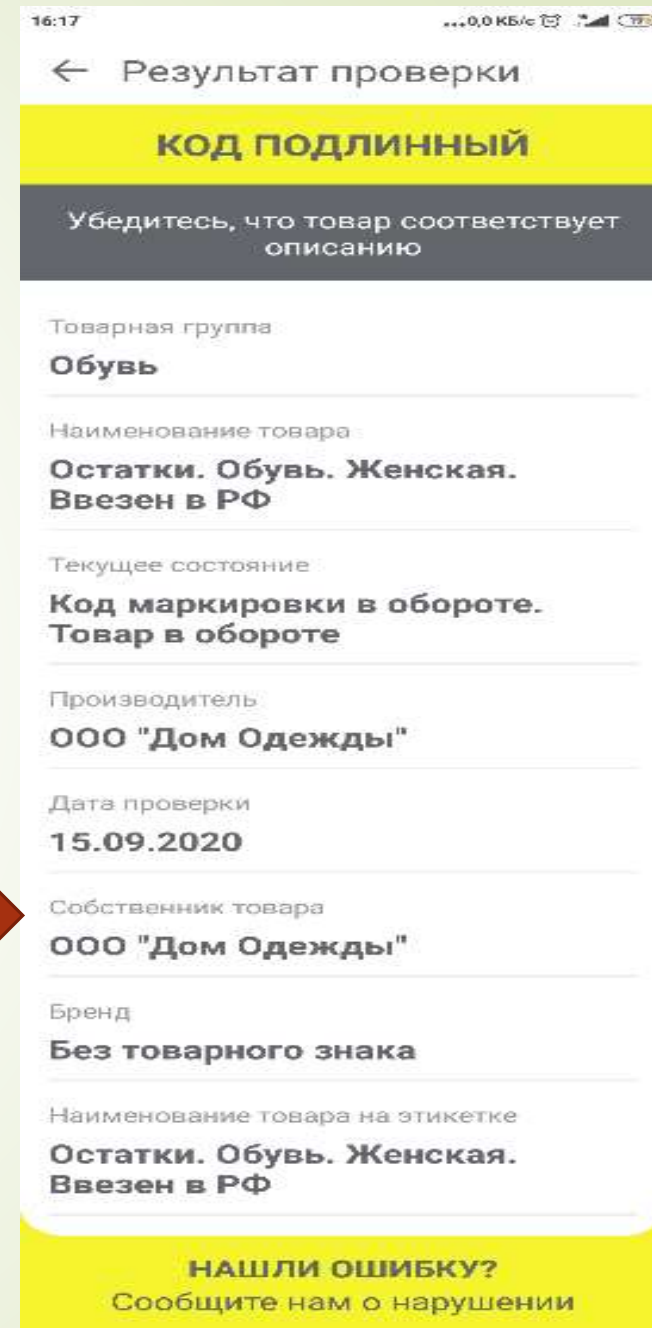 16:17 ...0,0 КБ/с
← Результат проверки
КОД ПОДЛИННЫЙ
Убедитесь, что товар соответствует
описанию
Товарная группа
Обувь
Наименование товара
Остатки. Обувь. Женская.
Ввезен в РФ
Текущее состояние
Код маркировки в обороте.
Товар в обороте
Производитель
ООО "Дом Одежды"
Дата проверки
15.09.2020
Собственник товара
ООО "Дом Одежды"
Бренд
Без товарного знака
Наименование товара на этикетке
Остатки. Обувь. Женская.
Ввезен в РФ
НАШЛИ ОШИБКУ?
Сообщите нам о нарушении